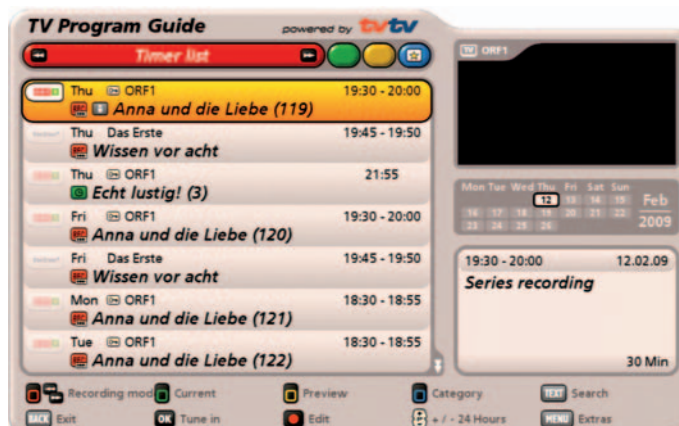 TV Program Guide powered by tvtv
Timer list
Thu ORF1 19:30 - 20:00
Anna und die Liebe (119)
Thu Das Erste 19:45 - 19:50
Wissen vor acht
Thu ORF1 21:55
Echt lustig! (3)
Fri ORF1 19:30 - 20:00
Anna und die Liebe (120)
Fri Das Erste 19:45 - 19:50
Wissen vor acht
Mon ORF1 18:30 - 18:55
Anna und die Liebe (121)
Tue ORF1 18:30 - 18:55
Anna und die Liebe (122)
TV ORF1
Mon Tue Wed Thu Fri Sat Sun
12 13 14 15 Feb
16 17 18 19 20 21 22
23 24 25 26 2009
19:30 - 20:00 12.02.09
Series recording
30 Min
Recording mod Current Preview Category TEXT Search
BACK Exit OK Tune in Edit + / - 24 Hours MENU Extras